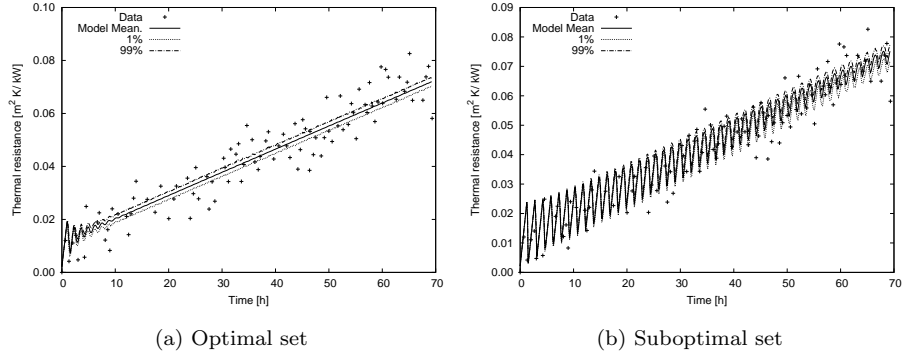 0.10
0.08
0.06
0.04
0.02
0.00
Thermal resistance [m² K/ kW]
Data
Model Mean.
1%
99%
0 10 20 30 40 50 60 70
Time [h]
(a) Optimal set
0.09
0.08
0.07
0.06
0.05
0.04
0.03
0.02
0.01
0.00
Thermal resistance [m² K/ kW]
Data
Model Mean
1%
99%
0 10 20 30 40 50 60 70
Time [h]
(b) Suboptimal set